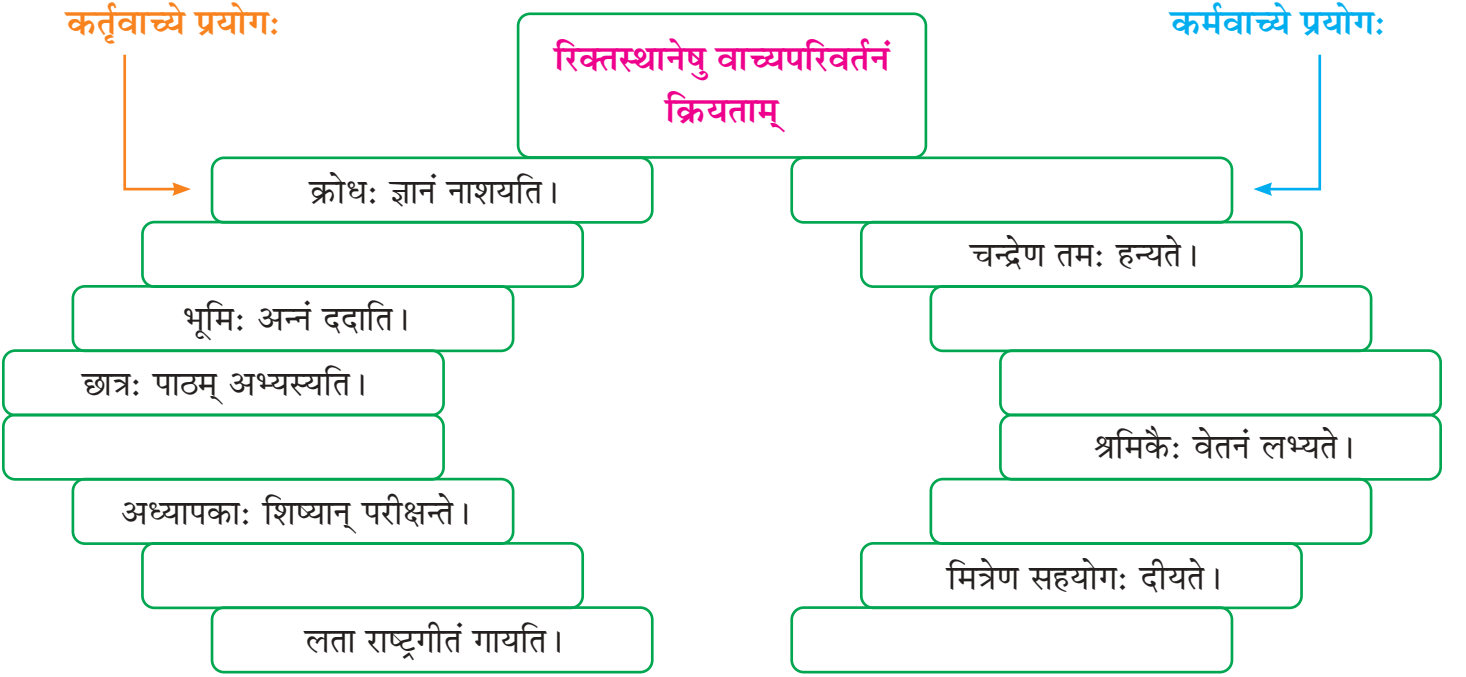 कर्तृवाच्ये प्रयोगः
कर्मवाच्ये प्रयोगः
रिक्तस्थानेषु वाच्यपरिवर्तनं
क्रियताम्
क्रोधः ज्ञानं नाशयति।
चन्द्रेण तमः हन्यते।
भूमिः अन्नं ददाति।
छात्रः पाठम् अभ्यस्यति।
श्रमिकैः वेतनं लभ्यते।
अध्यापकाः शिष्यान् परीक्षन्ते।
मित्रेण सहयोगः दीयते।
लता राष्ट्रगीतं गायति।